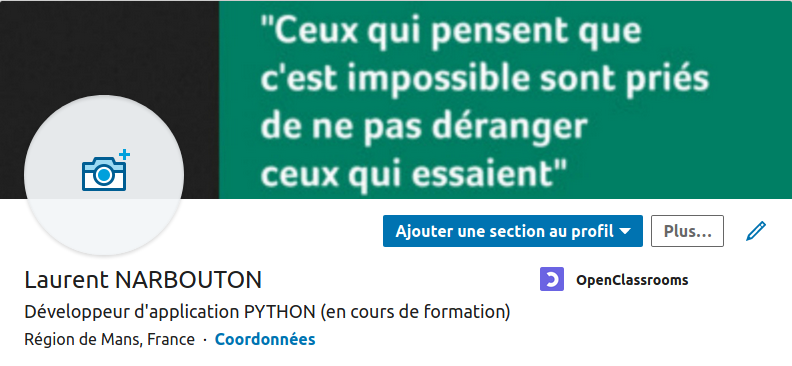 "Ceux qui pensent que
c'est impossible sont priés
de ne pas déranger
ceux qui essaient"
Ajouter une section au profil
Plus...
Laurent NARBOUTON
OpenClassrooms
Développeur d'application PYTHON (en cours de formation)
Région de Mans, France · Coordonnées